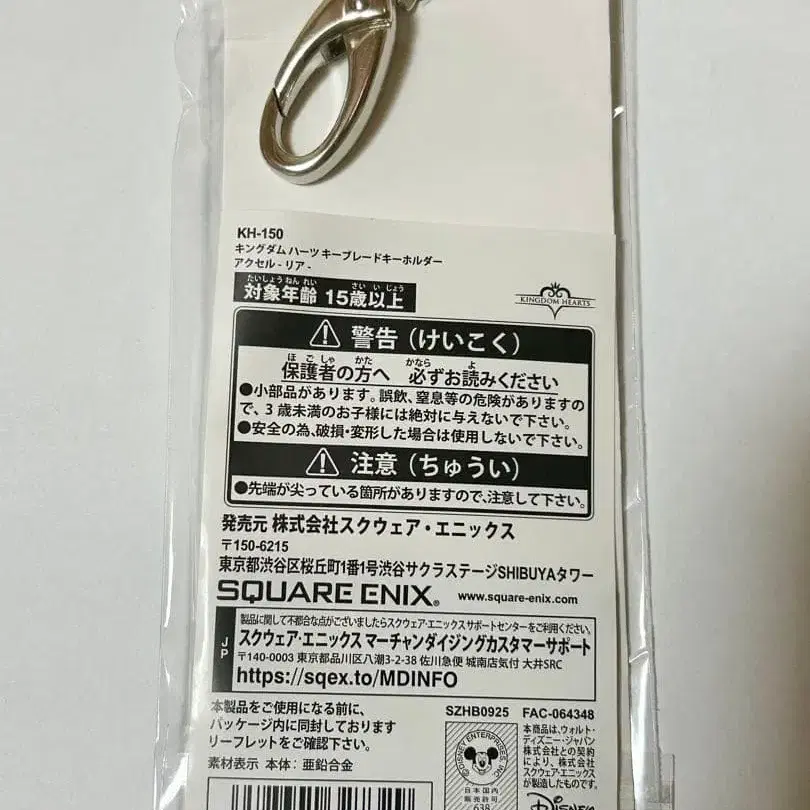 KH-150
キングダム ハーツ キーブレードキーホルダー
アクセル - リア -
たいしょうねんれい さいいじょう
対象年齢 15歳以上
KINGDOM HEARTS
警告（けいこく）
ほごしゃ かた かなら よ
保護者の方へ 必ずお読みください
●小部品があります。誤飲、窒息等の危険がありますの
で、3歳未満のお子様には絶対に与えないで下さい。
●安全の為、破損・変形した場合は使用しないで下さい。
注意（ちゅうい）
●先端が尖っている箇所がありますので、注意して下さい。
発売元 株式会社スクウェア・エニックス
〒150-6215
東京都渋谷区桜丘町1番1号渋谷サクラステージSHIBUYAタワー
SQUARE ENIX® www.square-enix.com
JP
製品に関して不都合な点がございましたらスクウェア・エニックス サポートセンターをご利用ください。
スクウェア・エニックス マーチャンダイジングカスタマーサポート
〒140-0003 東京都品川区八潮3-2-38 佐川急便 城南店気付 大井SRC
https://sqex.to/MDINFO
本製品をご使用になる前に、
パッケージ内に同封しております
リーフレットをご確認下さい。
素材表示 本体：亜鉛合金
SZHB0925 FAC-064348
©DISNEY ENTERPRISES INC
日本国内
販売許可
638
本商品は、ウォルト・
ディズニー・ジャパン
株式会社との契約
により、株式会社
スクウェア・エニックス
が製造したものです。
DISNEY